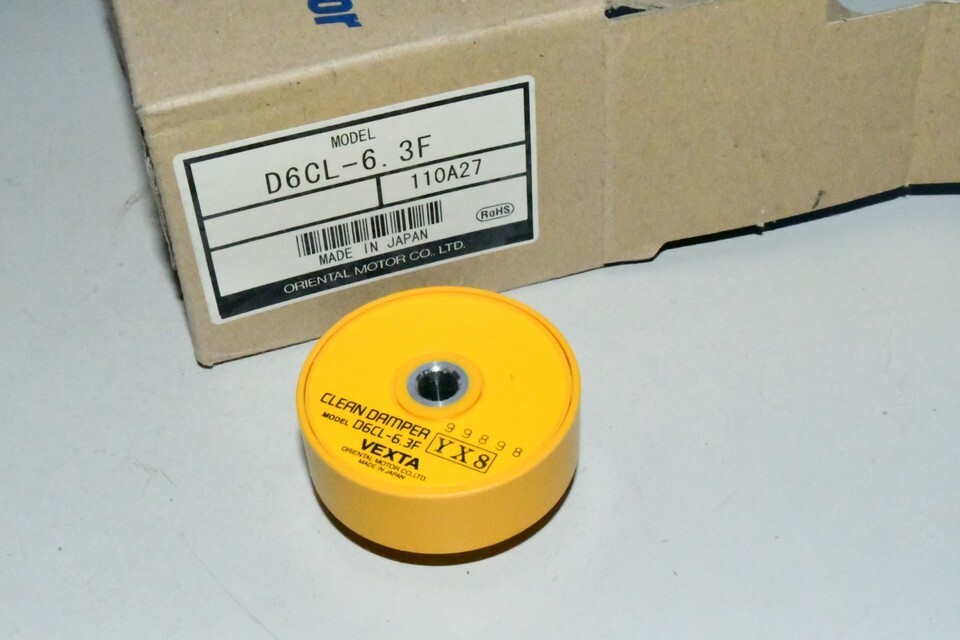 or
MODEL
D6CL-6.3F
110A27
RoHS
MADE IN JAPAN
ORIENTAL MOTOR CO., LTD.
CLEAN DAMPER
MODEL D6CL-6.3F
VEXTA
ORIENTAL MOTOR CO.,LTD.
MADE IN JAPAN
99898
YX8